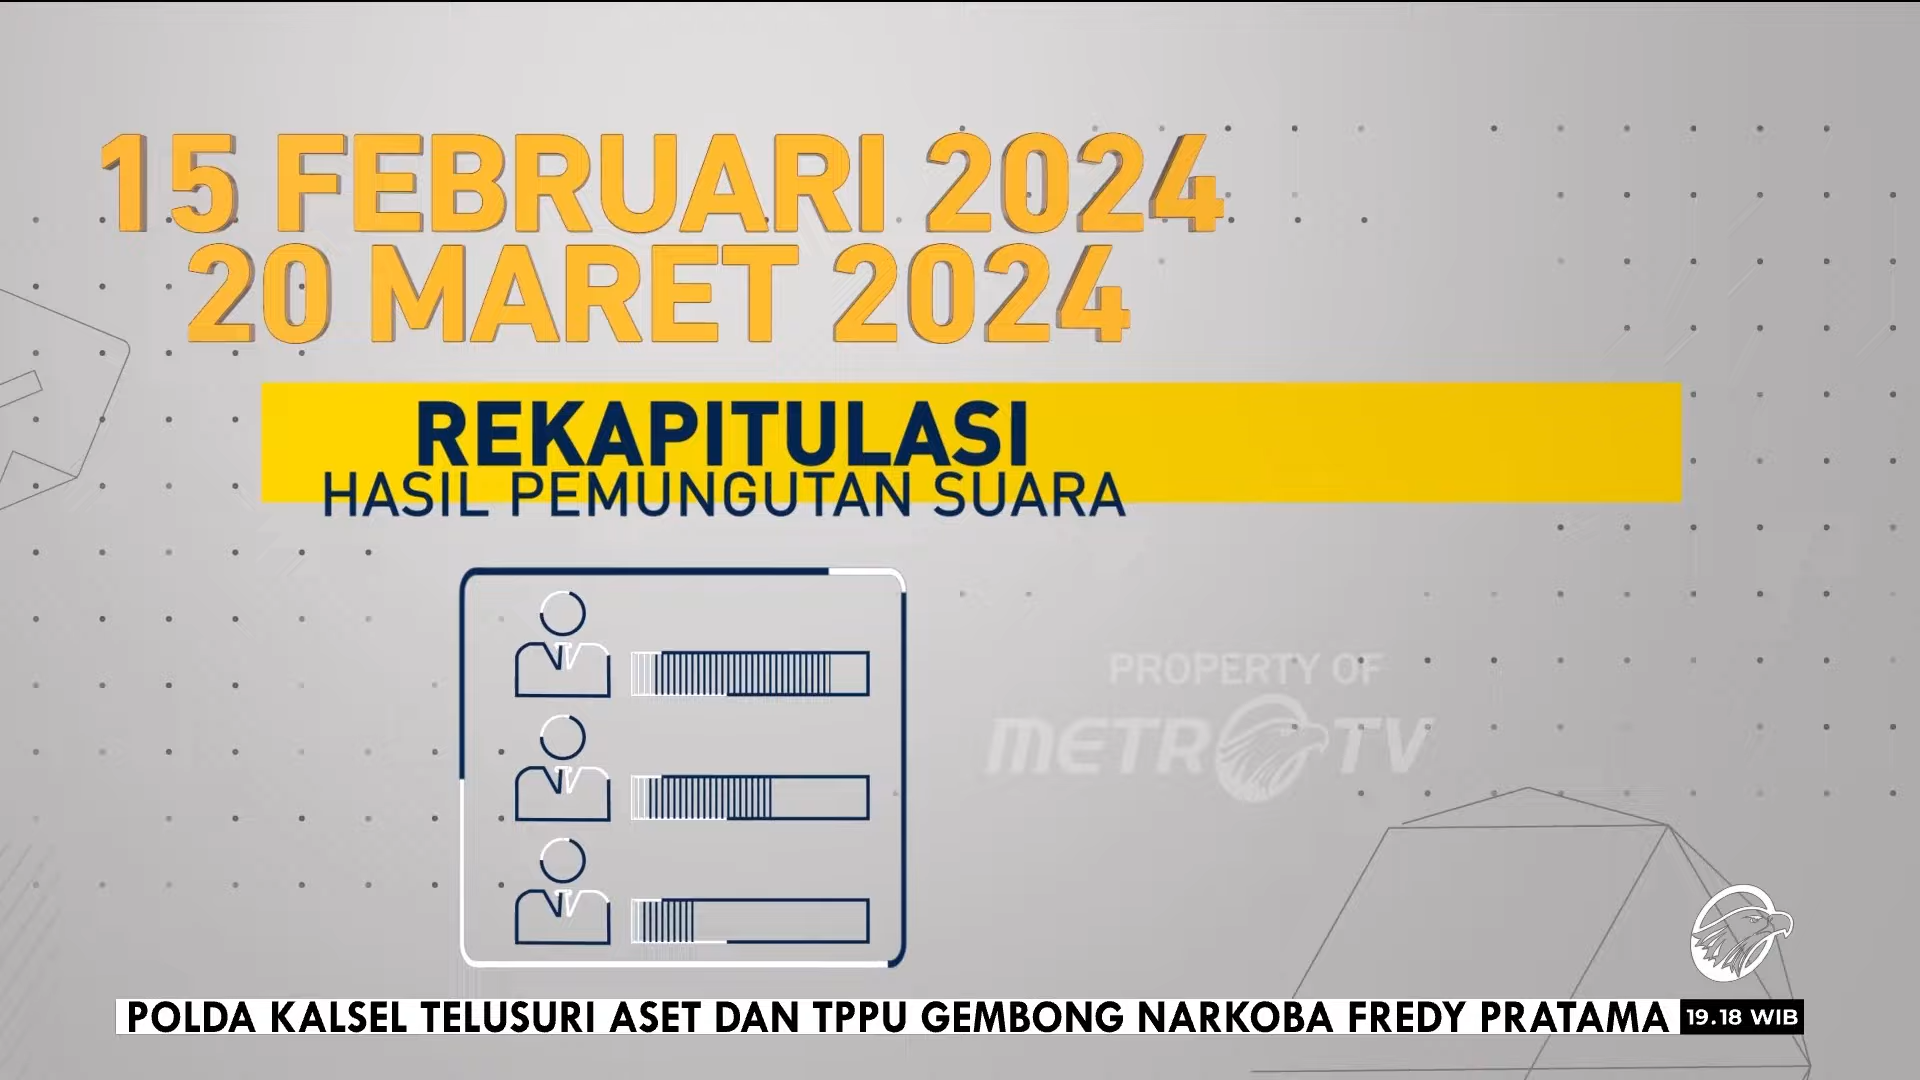 15 FEBRUARI 2024
20 MARET 2024
REKAPITULASI
HASIL PEMUNGUTAN SUARA
PROPERTY OF
METRO TV
POLDA KALSEL TELUSURI ASET DAN TPPU GEMBONG NARKOBA FREDY PRATAMA
19.18 WIB